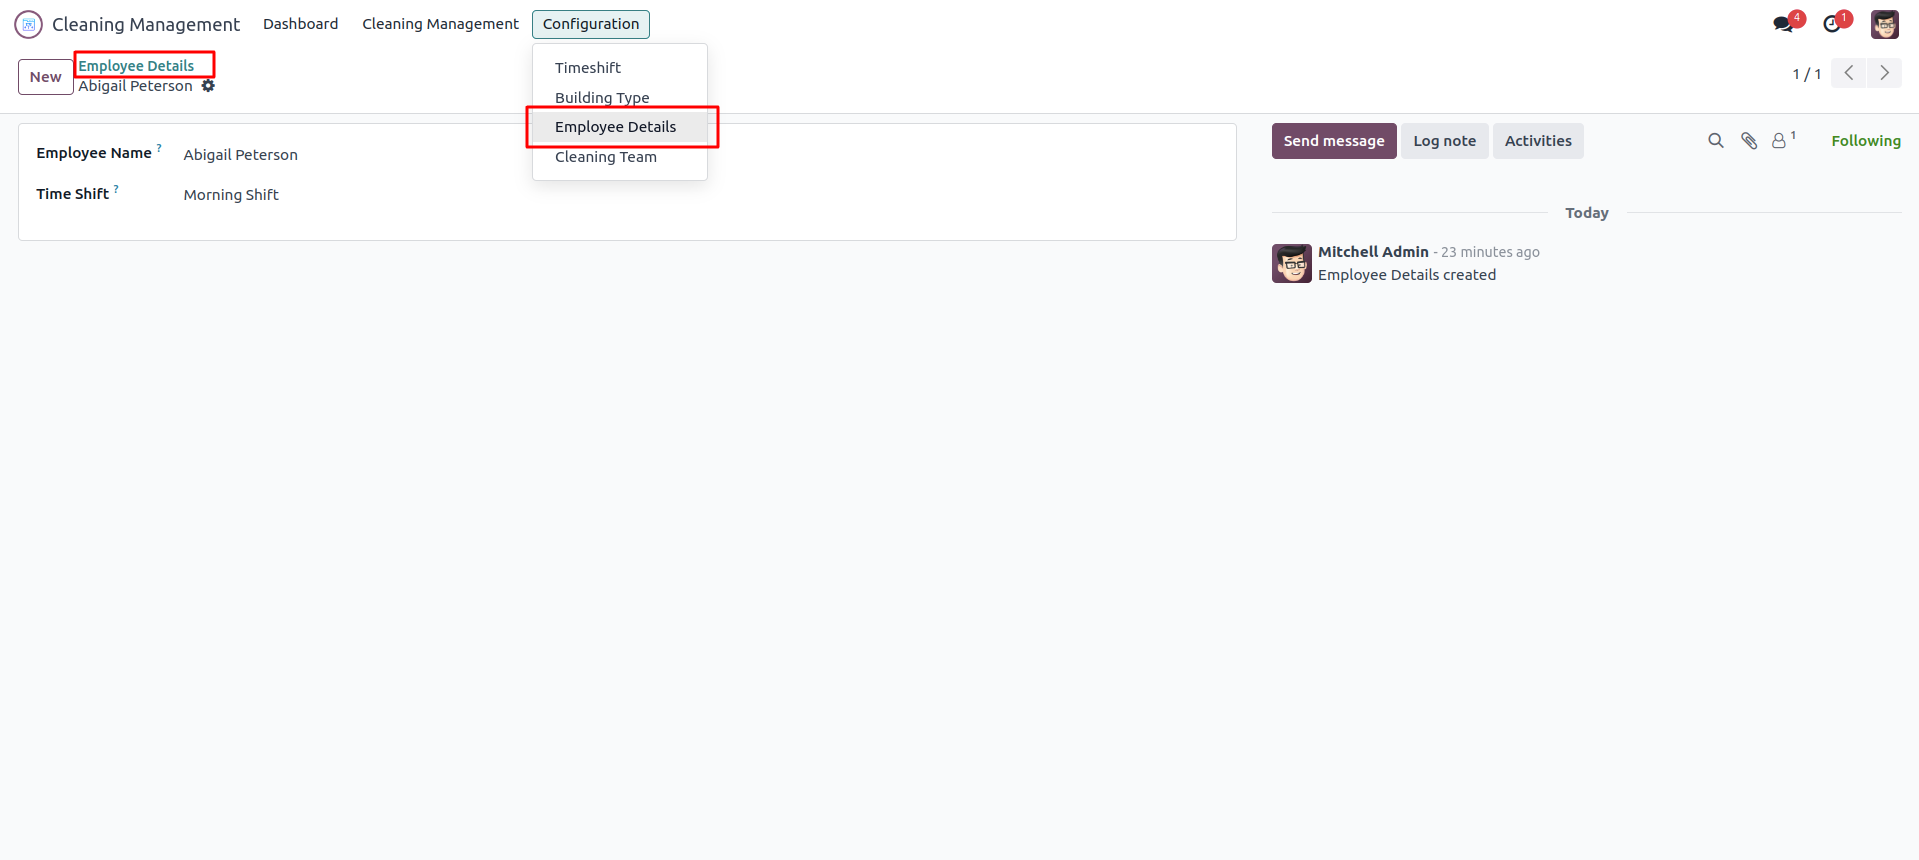 Cleaning Management Dashboard Cleaning Management Configuration 4 1
New Employee Details
Abigail Peterson
1 / 1
Timeshift
Building Type
Employee Details
Cleaning Team
Employee Name ? Abigail Peterson
Time Shift ? Morning Shift
Send message Log note Activities 1 Following
Today
Mitchell Admin - 23 minutes ago
Employee Details created